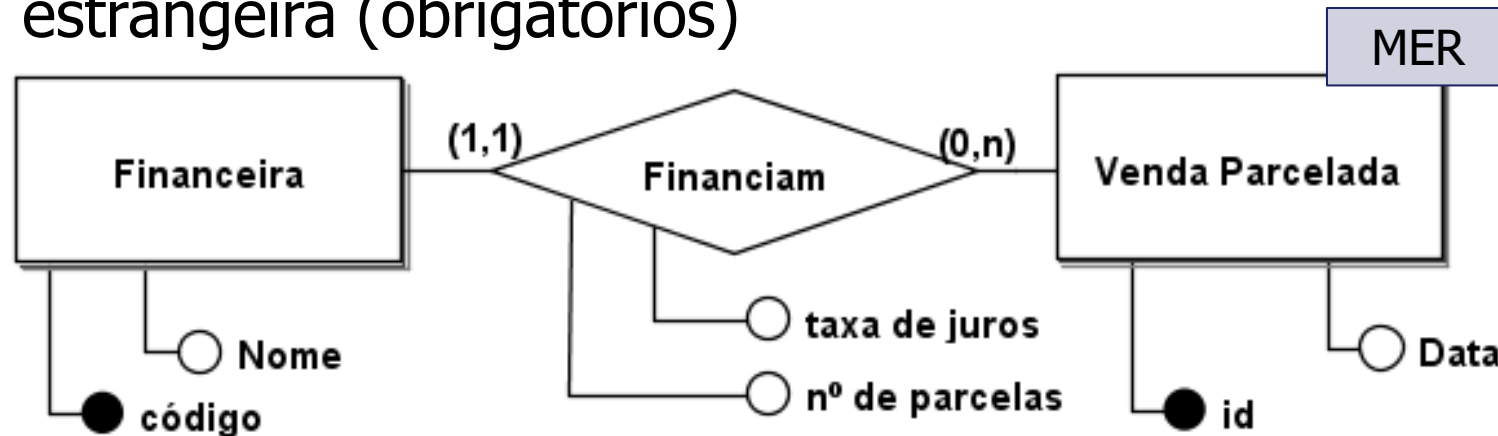 estrangeira (obrigatórios)
MER
(1,1)
(0,n)
Financeira
Financiam
Venda Parcelada
taxa de juros
Nome
Data
nº de parcelas
código
id